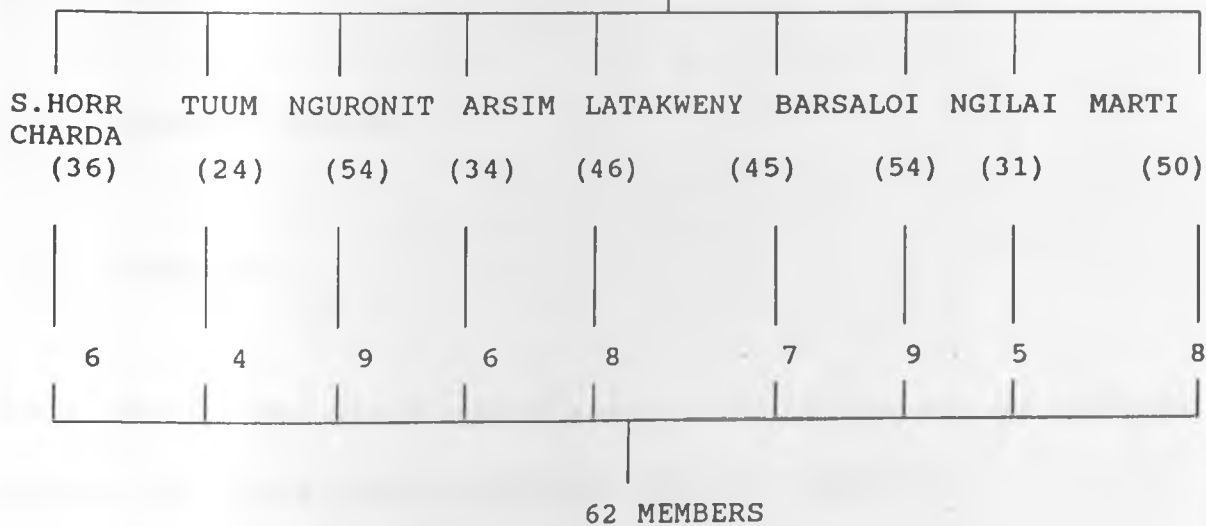 S.HORR TUUM NGURONIT ARSIM LATAKWENY BARSALOI NGILAI MARTI
CHARDA
(36) (24) (54) (34) (46) (45) (54) (31) (50)
6 4 9 6 8 7 9 5 8
62 MEMBERS